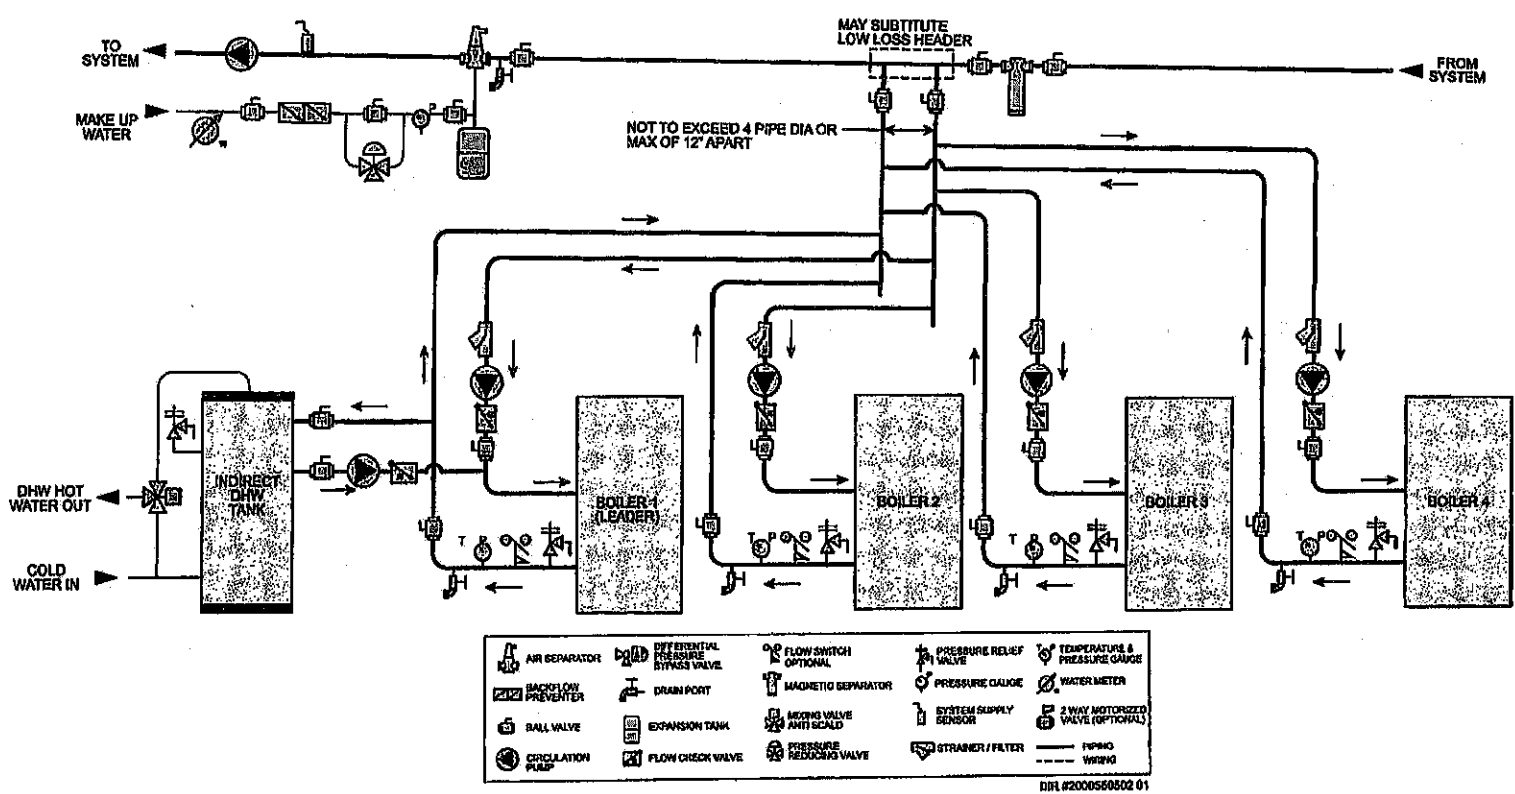 MAY SUBSTITUTE
LOW LOSS HEADER
TO
SYSTEM
FROM
SYSTEM
MAKE UP
WATER
P
NOT TO EXCEED 4 PIPE DIA OR
MAX OF 12" APART
INDIRECT
DHW
TANK
DHW HOT
WATER OUT
COLD
WATER IN
BOILER 1
(LEADER)
BOILER 2
BOILER 3
BOILER 4
T P
T P
T P
T P
AIR SEPARATOR
DIFFERENTIAL
PRESSURE
BYPASS VALVE
FLOW SWITCH
OPTIONAL
PRESSURE RELIEF
VALVE
TEMPERATURE &
PRESSURE GAUGE
BACKFLOW
PREVENTER
DRAIN PORT
MAGNETIC SEPARATOR
PRESSURE GAUGE
WATER METER
BALL VALVE
EXPANSION TANK
MIXING VALVE
ANTI SCALD
SYSTEM SUPPLY
SENSOR
2 WAY MOTORIZED
VALVE (OPTIONAL)
CIRCULATION
PUMP
FLOW CHECK VALVE
PRESSURE
REDUCING VALVE
STRAINER / FILTER
PIPING
WIRING
DIR #2000550502 01